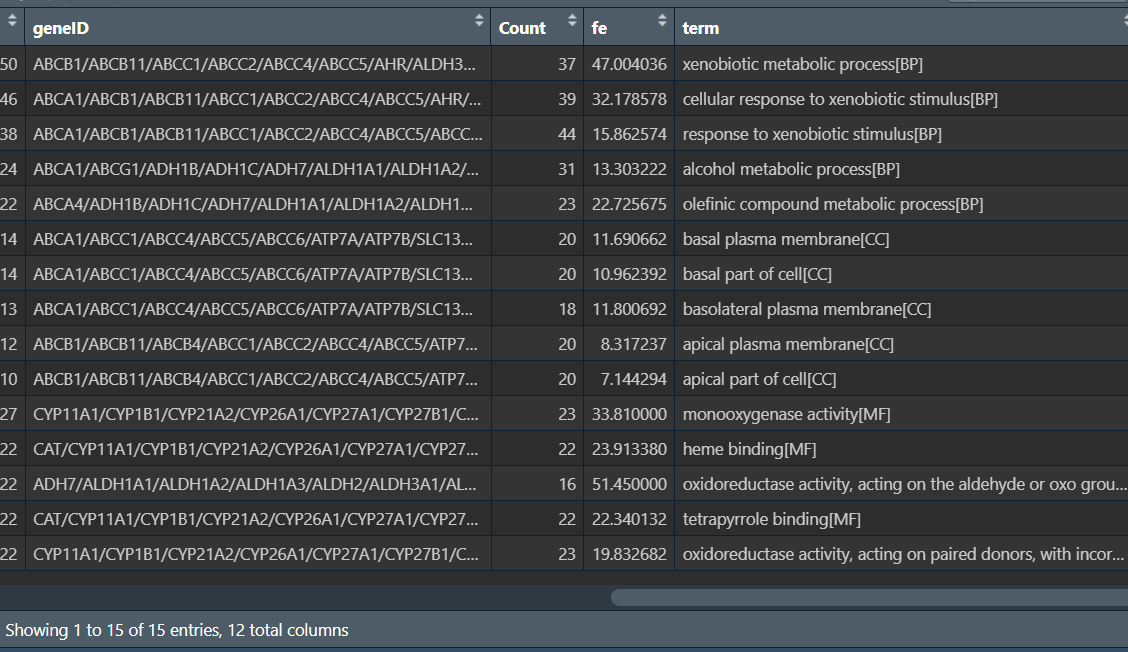 geneID Count fe term
50 ABCB1/ABCB11/ABCC1/ABCC2/ABCC4/ABCC5/AHR/ALDH3... 37 47.004036 xenobiotic metabolic process[BP]
46 ABCA1/ABCB1/ABCB11/ABCC1/ABCC2/ABCC4/ABCC5/AHR/... 39 32.178578 cellular response to xenobiotic stimulus[BP]
38 ABCA1/ABCB1/ABCB11/ABCC1/ABCC2/ABCC4/ABCC5/ABCC... 44 15.862574 response to xenobiotic stimulus[BP]
24 ABCA1/ABCG1/ADH1B/ADH1C/ADH7/ALDH1A1/ALDH1A2/... 31 13.303222 alcohol metabolic process[BP]
22 ABCA4/ADH1B/ADH1C/ADH7/ALDH1A1/ALDH1A2/ALDH1... 23 22.725675 olefinic compound metabolic process[BP]
14 ABCA1/ABCC1/ABCC4/ABCC5/ABCC6/ATP7A/ATP7B/SLC13... 20 11.690662 basal plasma membrane[CC]
14 ABCA1/ABCC1/ABCC4/ABCC5/ABCC6/ATP7A/ATP7B/SLC13... 20 10.962392 basal part of cell[CC]
13 ABCA1/ABCC1/ABCC4/ABCC5/ABCC6/ATP7A/ATP7B/SLC13... 18 11.800692 basolateral plasma membrane[CC]
12 ABCB1/ABCB11/ABCB4/ABCC1/ABCC2/ABCC4/ABCC5/ATP7... 20 8.317237 apical plasma membrane[CC]
10 ABCB1/ABCB11/ABCB4/ABCC1/ABCC2/ABCC4/ABCC5/ATP7... 20 7.144294 apical part of cell[CC]
27 CYP11A1/CYP1B1/CYP21A2/CYP26A1/CYP27A1/CYP27B1/C... 23 33.810000 monooxygenase activity[MF]
22 CAT/CYP11A1/CYP1B1/CYP21A2/CYP26A1/CYP27A1/CYP27... 22 23.913380 heme binding[MF]
22 ADH7/ALDH1A1/ALDH1A2/ALDH1A3/ALDH2/ALDH3A1/AL... 16 51.450000 oxidoreductase activity, acting on the aldehyde or oxo grou...
22 CAT/CYP11A1/CYP1B1/CYP21A2/CYP26A1/CYP27A1/CYP27... 22 22.340132 tetrapyrrole binding[MF]
22 CYP11A1/CYP1B1/CYP21A2/CYP26A1/CYP27A1/CYP27B1/C... 23 19.832682 oxidoreductase activity, acting on paired donors, with incor...
Showing 1 to 15 of 15 entries, 12 total columns